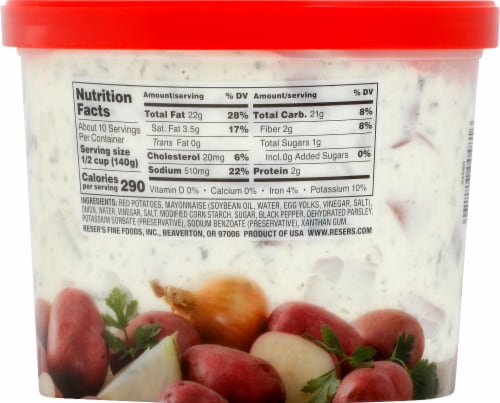 Nutrition
Facts
About 10 Servings
Per Container
Serving size
1/2 cup (140g)
Calories
per serving 290
Amount/serving % DV
Total Fat 22g 28%
Sat. Fat 3.5g 17%
Trans Fat 0g
Cholesterol 20mg 6%
Sodium 510mg 22%
Amount/serving % DV
Total Carb. 21g 8%
Fiber 2g 8%
Total Sugars 1g
Incl.0g Added Sugars 0%
Protein 2g
Vitamin D 0% • Calcium 0% • Iron 4% • Potassium 10%
INGREDIENTS: RED POTATOES, MAYONNAISE (SOYBEAN OIL, WATER, EGG YOLKS, VINEGAR, SALT),
ONION, WATER, VINEGAR, SALT, MODIFIED CORN STARCH, SUGAR, BLACK PEPPER, DEHYDRATED PARSLEY,
POTASSIUM SORBATE (PRESERVATIVE), SODIUM BENZOATE (PRESERVATIVE), XANTHAN GUM.
RESER'S FINE FOODS, INC., BEAVERTON, OR 97006 PRODUCT OF USA WWW.RESERS.COM